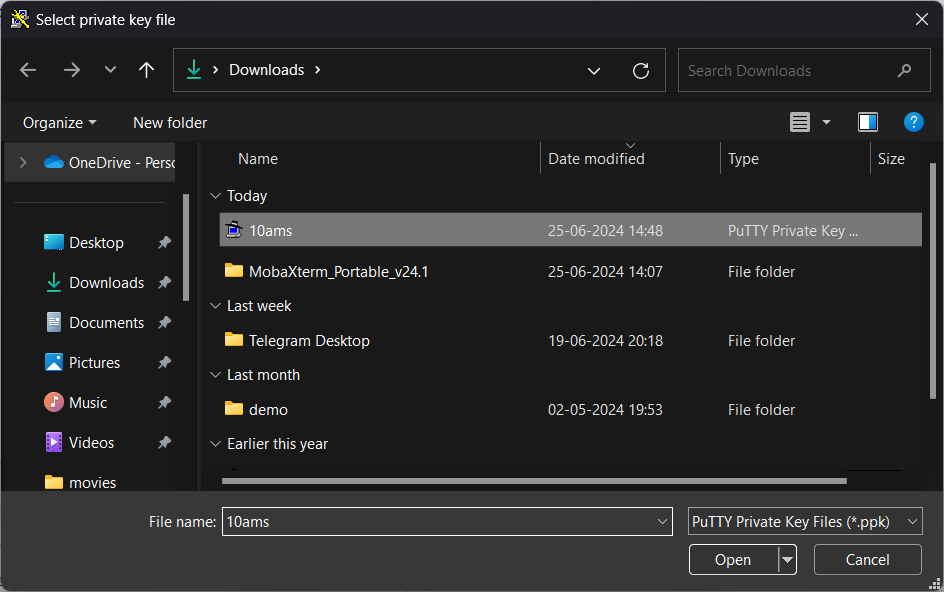 Select private key file
Downloads
Search Downloads
Organize
New folder
?
OneDrive - Perso
Name
Date modified
Type
Size
Today
10ams 25-06-2024 14:48 PuTTY Private Key ...
MobaXterm_Portable_v24.1 25-06-2024 14:07 File folder
Last week
Telegram Desktop 19-06-2024 20:18 File folder
Last month
demo 02-05-2024 19:53 File folder
Earlier this year
Desktop
Downloads
Documents
Pictures
Music
Videos
movies
File name: 10ams PuTTY Private Key Files (*.ppk)
Open Cancel